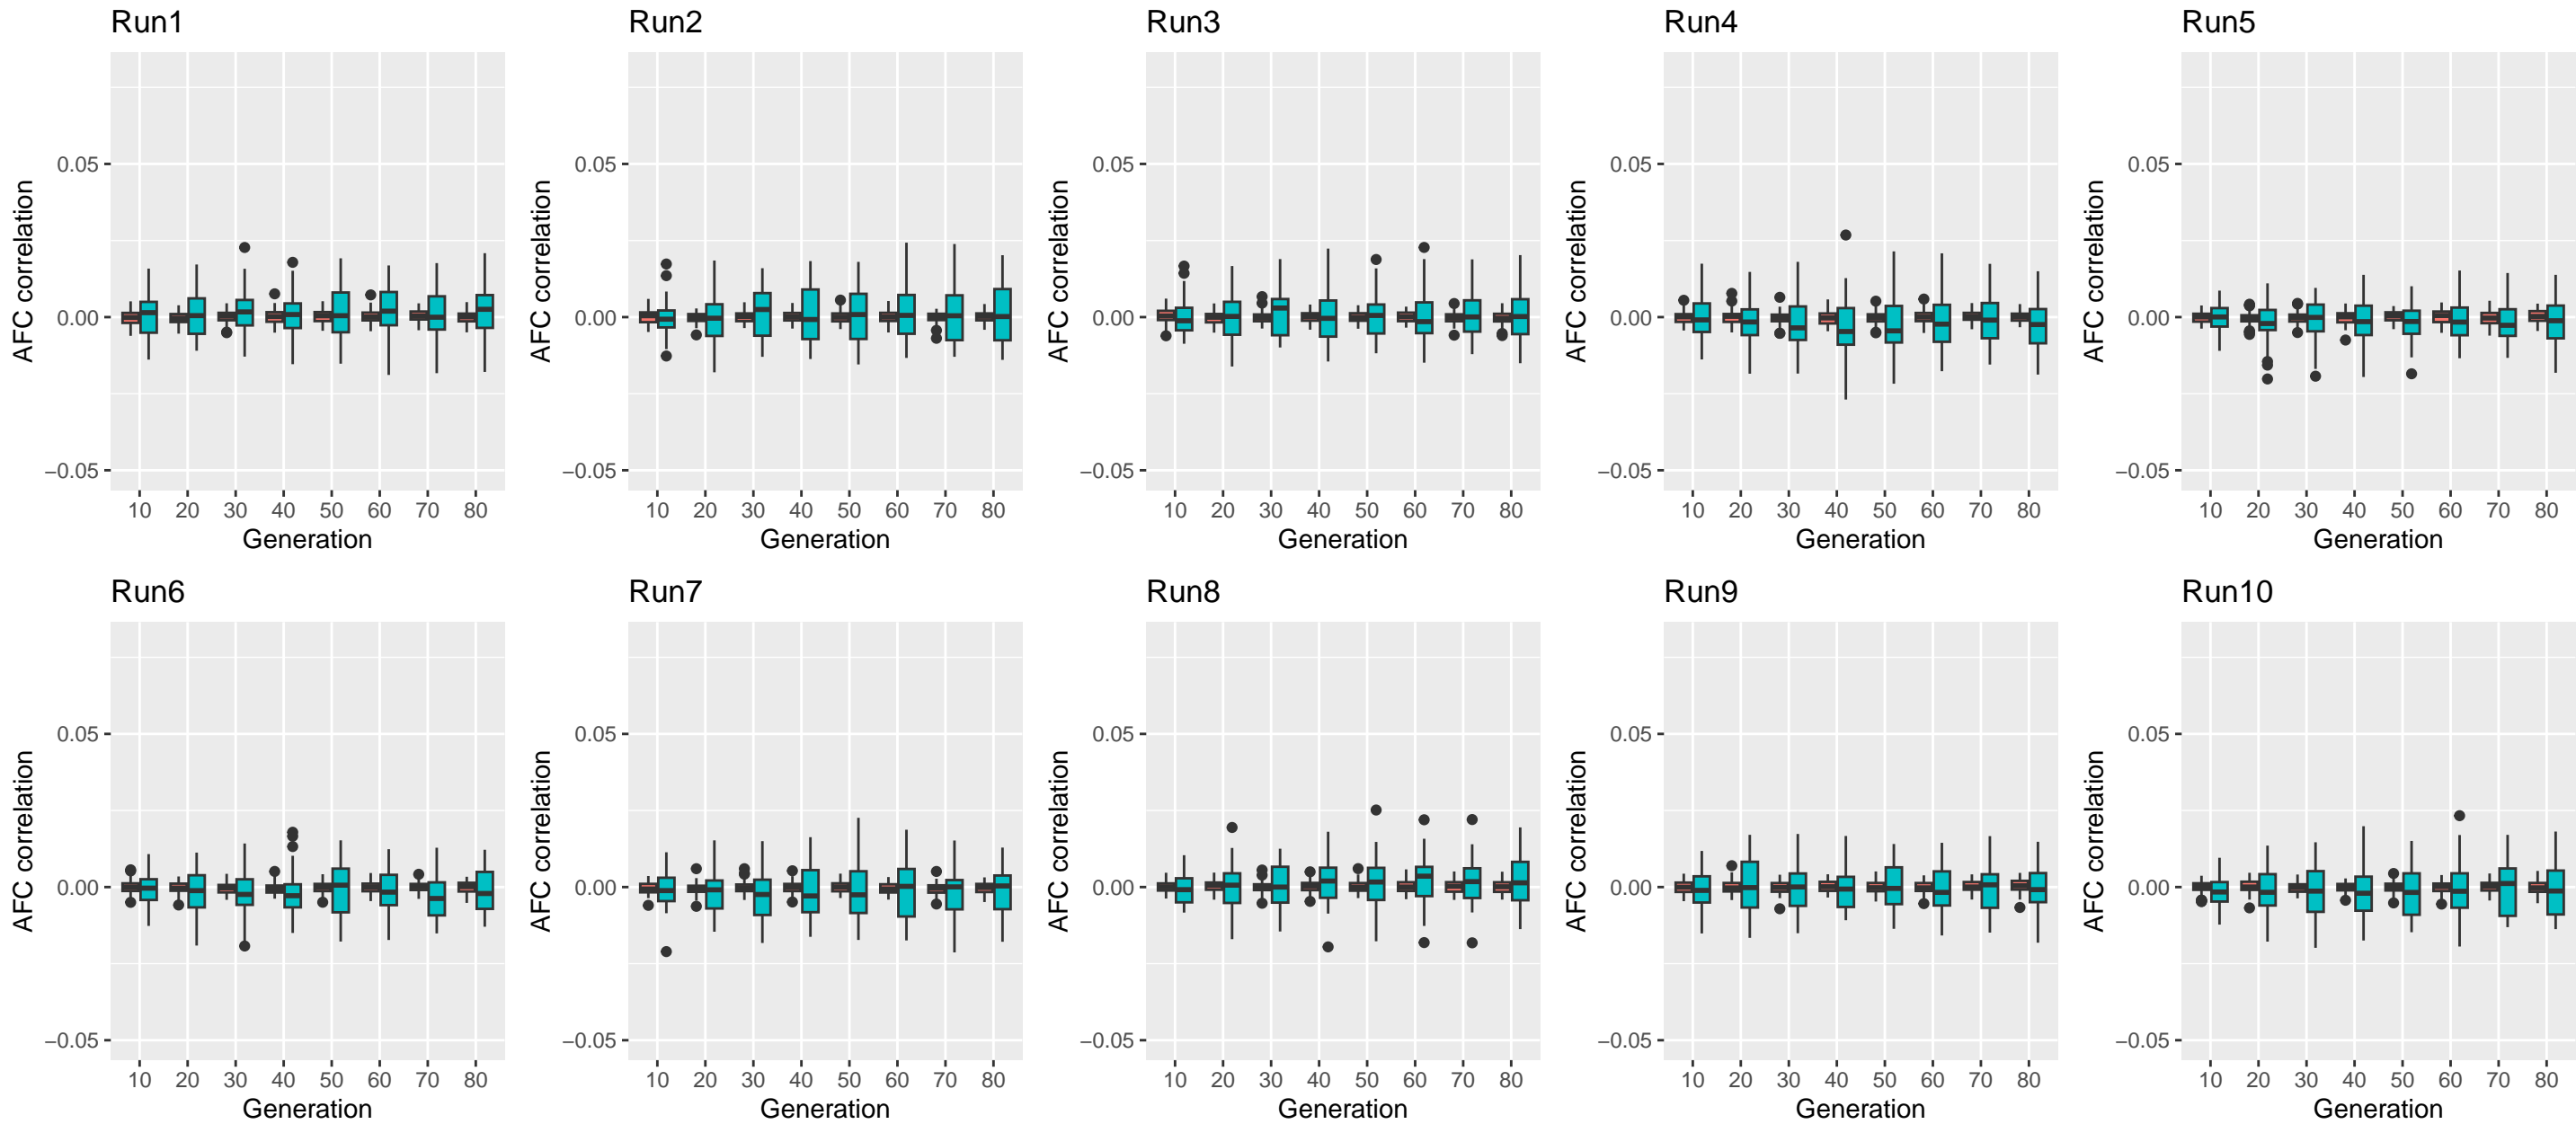 Run1 Run2 Run3 Run4 Run5
AFC correlation AFC correlation AFC correlation AFC correlation AFC correlation
0.05 0.05 0.05 0.05 0.05
0.00 0.00 0.00 0.00 0.00
−0.05 −0.05 −0.05 −0.05 −0.05
10 20 30 40 50 60 70 80 10 20 30 40 50 60 70 80 10 20 30 40 50 60 70 80 10 20 30 40 50 60 70 80 10 20 30 40 50 60 70 80
Generation Generation Generation Generation Generation
Run6 Run7 Run8 Run9 Run10
AFC correlation AFC correlation AFC correlation AFC correlation AFC correlation
0.05 0.05 0.05 0.05 0.05
0.00 0.00 0.00 0.00 0.00
−0.05 −0.05 −0.05 −0.05 −0.05
10 20 30 40 50 60 70 80 10 20 30 40 50 60 70 80 10 20 30 40 50 60 70 80 10 20 30 40 50 60 70 80 10 20 30 40 50 60 70 80
Generation Generation Generation Generation Generation